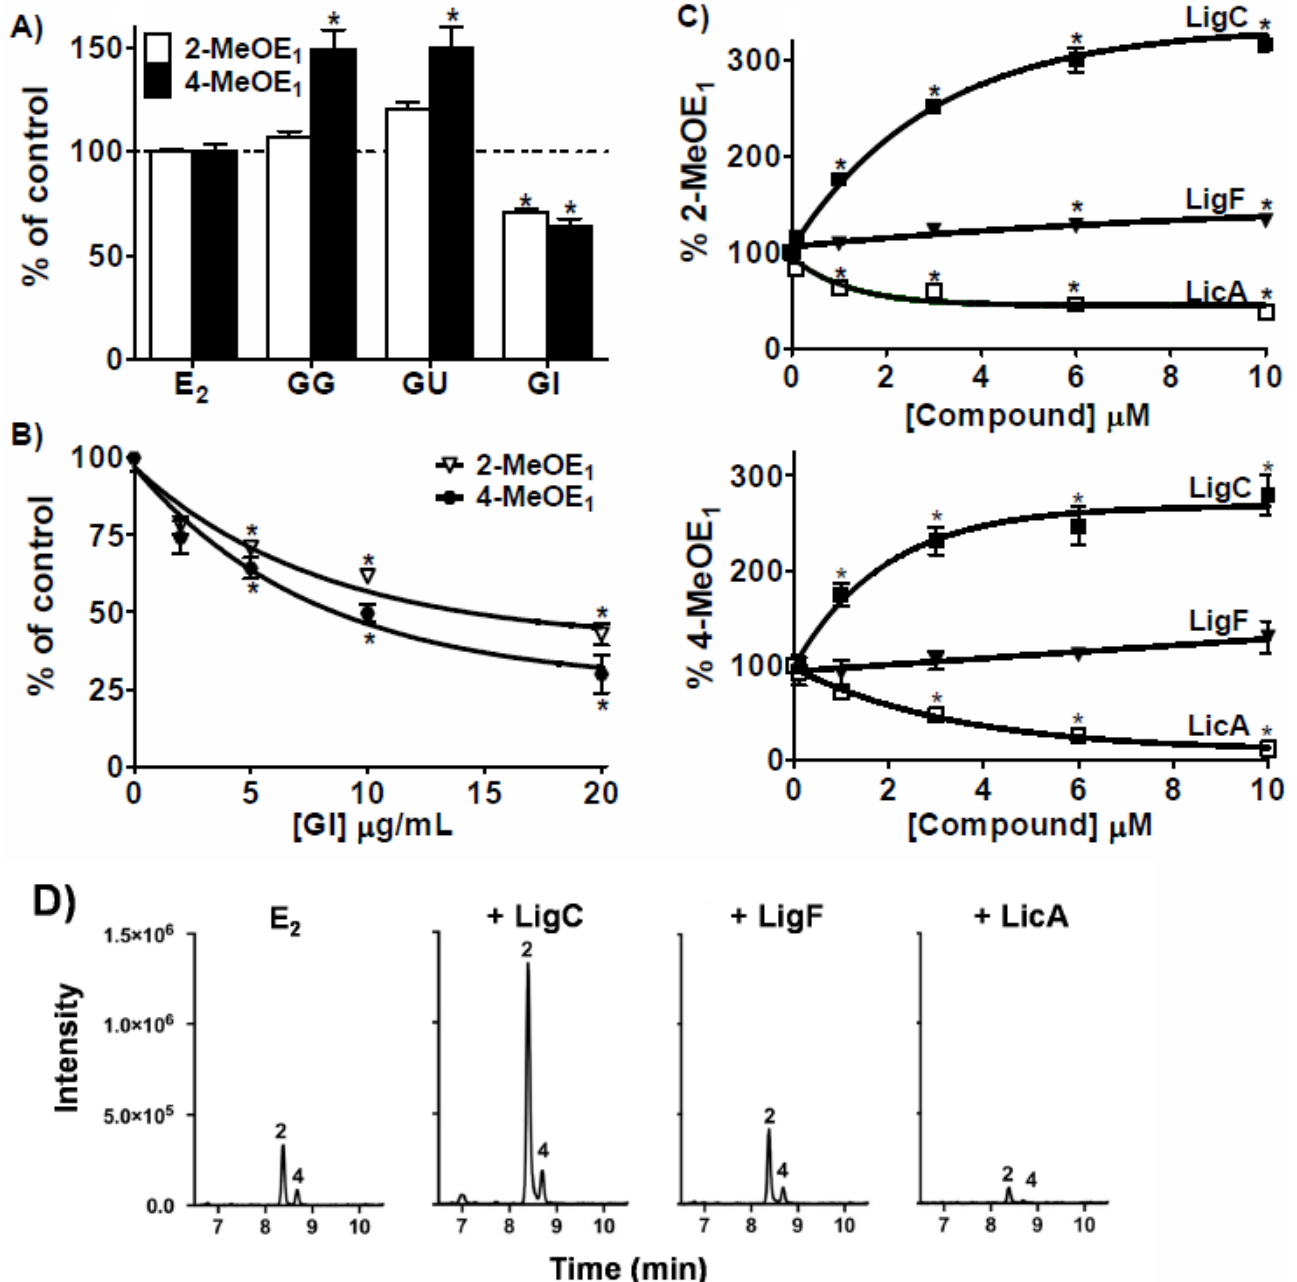 A)
% of control
150
100
50
0
2-MeOE₁
4-MeOE₁
* * * *
E₂ GG GU GI
B)
% of control
100
75
50
25
0
2-MeOE₁
4-MeOE₁
* * *
* * *
0 5 10 15 20
[GI] µg/mL
C)
% 2-MeOE₁
300
200
100
0
LigC
* * * *
LigF
* *
LicA
* * * *
0 2 4 6 8 10
[Compound] µM
% 4-MeOE₁
300
200
100
0
LigC
* * * *
LigF
LicA
* * *
0 2 4 6 8 10
[Compound] µM
D)
E₂ + LigC + LigF + LicA
Intensity
1.5×10⁶
1.0×10⁶
5.0×10⁵
0.0
2 4 2 4 2 4 2 4
7 8 9 10 7 8 9 10 7 8 9 10 7 8 9 10
Time (min)